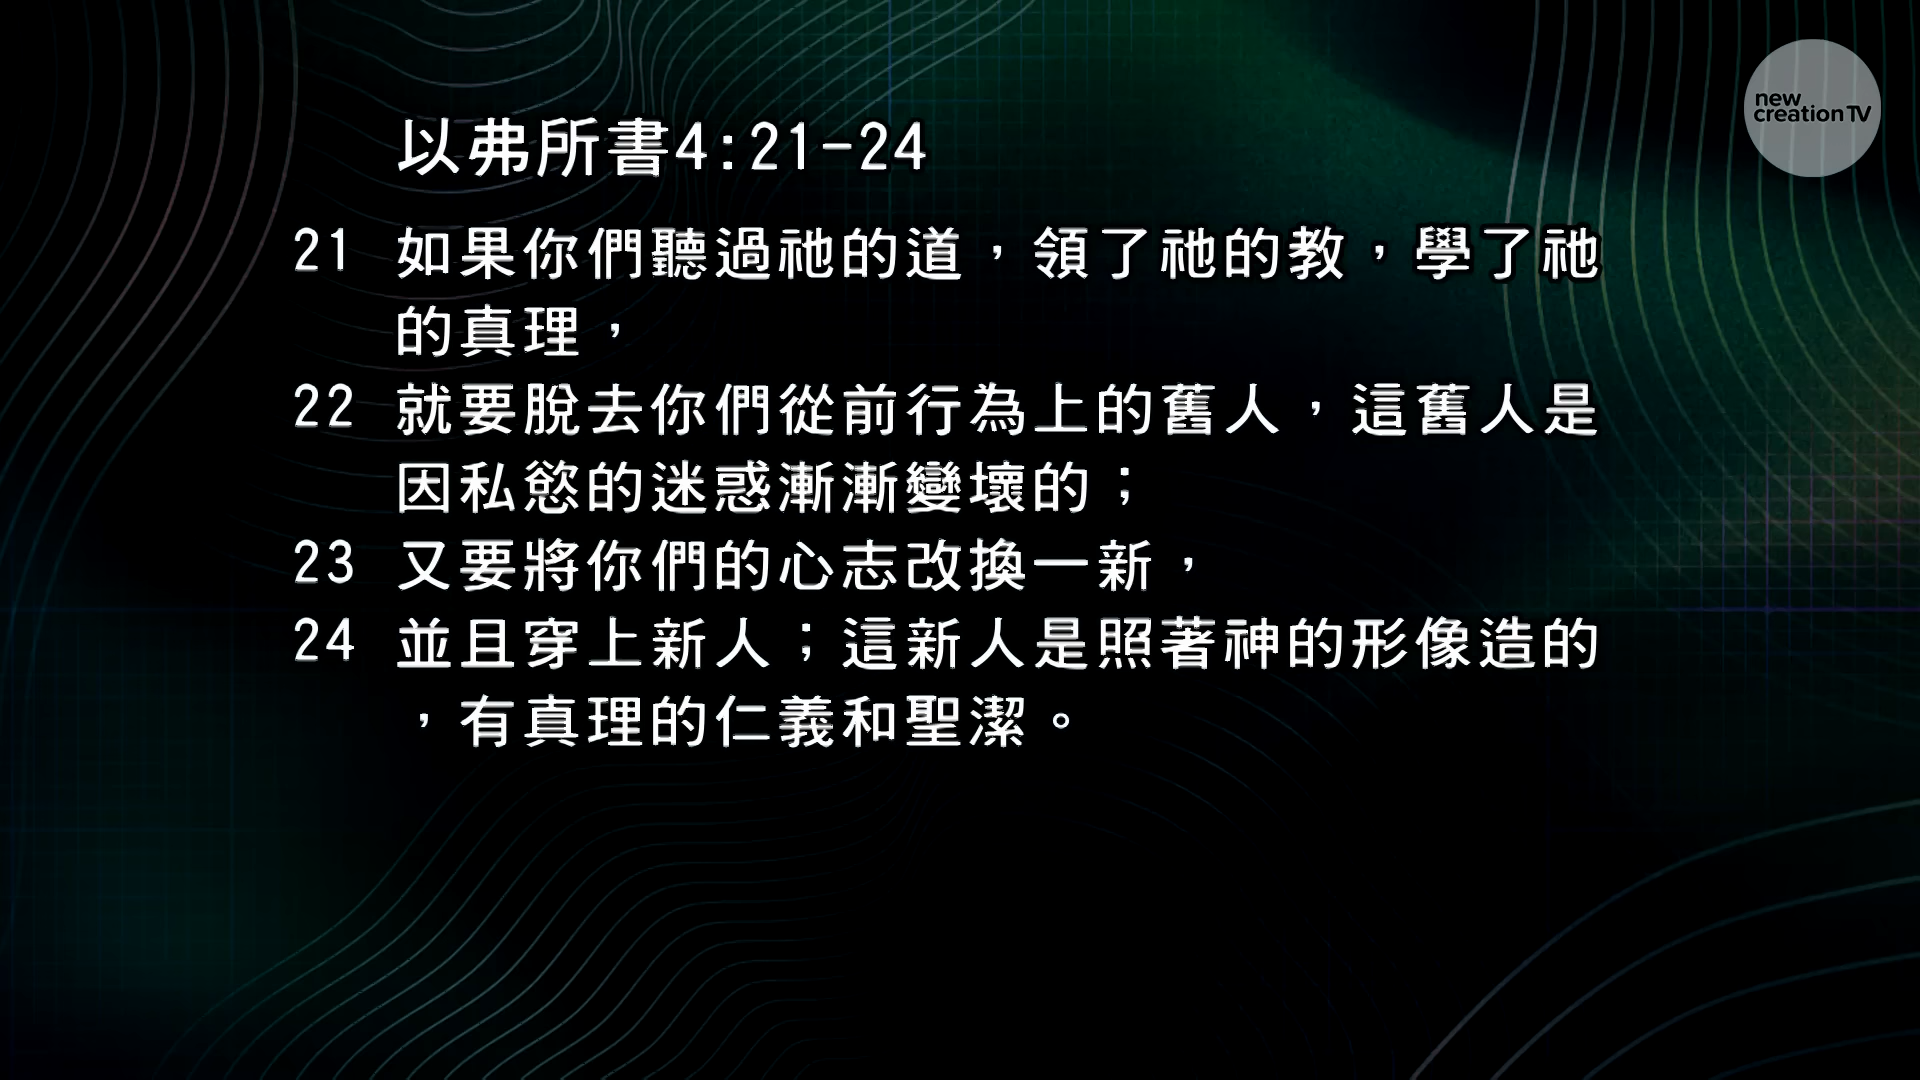 new
creation TV
以弗所書4:21-24
21 如果你們聽過祂的道，領了祂的教，學了祂
的真理，
22 就要脫去你們從前行為上的舊人，這舊人是
因私慾的迷惑漸漸變壞的；
23 又要將你們的心志改換一新，
24 並且穿上新人；這新人是照著神的形像造的
，有真理的仁義和聖潔。